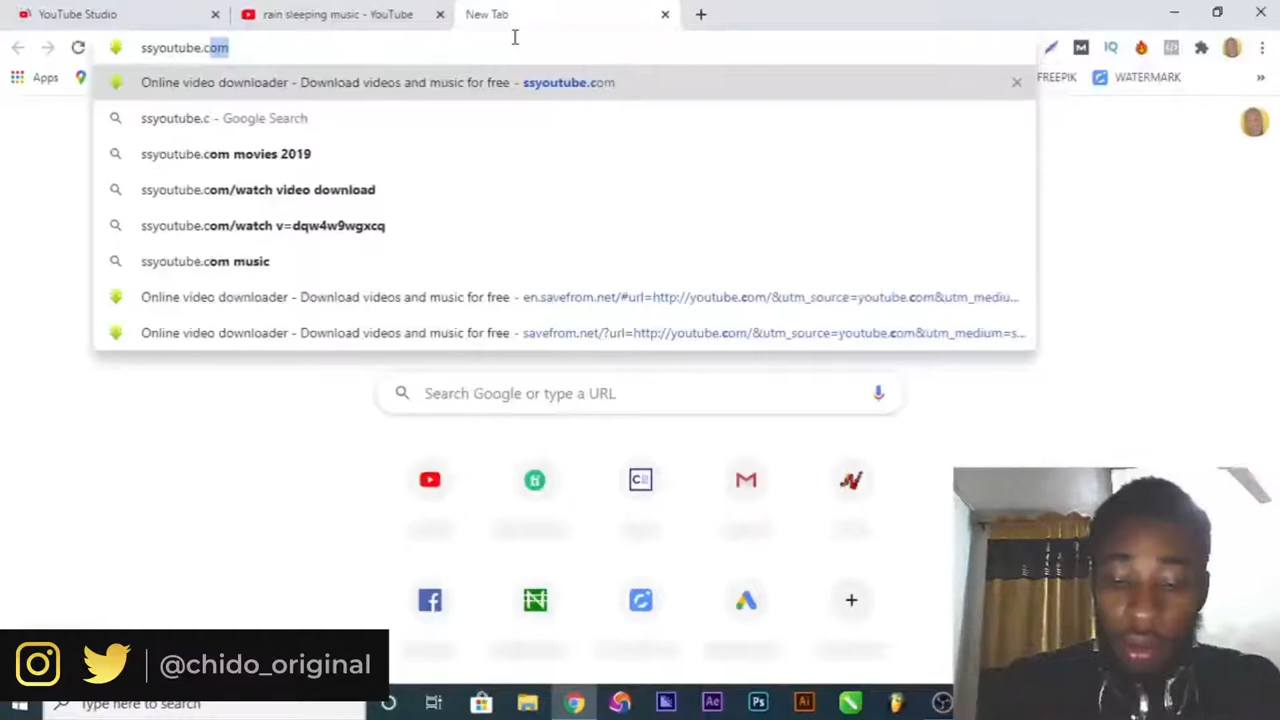 YouTube Studio
rain sleeping music - YouTube
New Tab
ssyoutube.com
Apps
FREEPIK
WATERMARK
»
Online video downloader - Download videos and music for free - ssyoutube.com
ssyoutube.c - Google Search
ssyoutube.com movies 2019
ssyoutube.com/watch video download
ssyoutube.com/watch v=dqw4w9wgxcq
ssyoutube.com music
Online video downloader - Download videos and music for free - en.savefrom.net/#url=http://youtube.com/&utm_source=youtube.com&utm_mediu...
Online video downloader - Download videos and music for free - savefrom.net/?url=http://youtube.com/&utm_source=youtube.com&utm_medium=s...
Search Google or type a URL
@chido_original
Type here to search